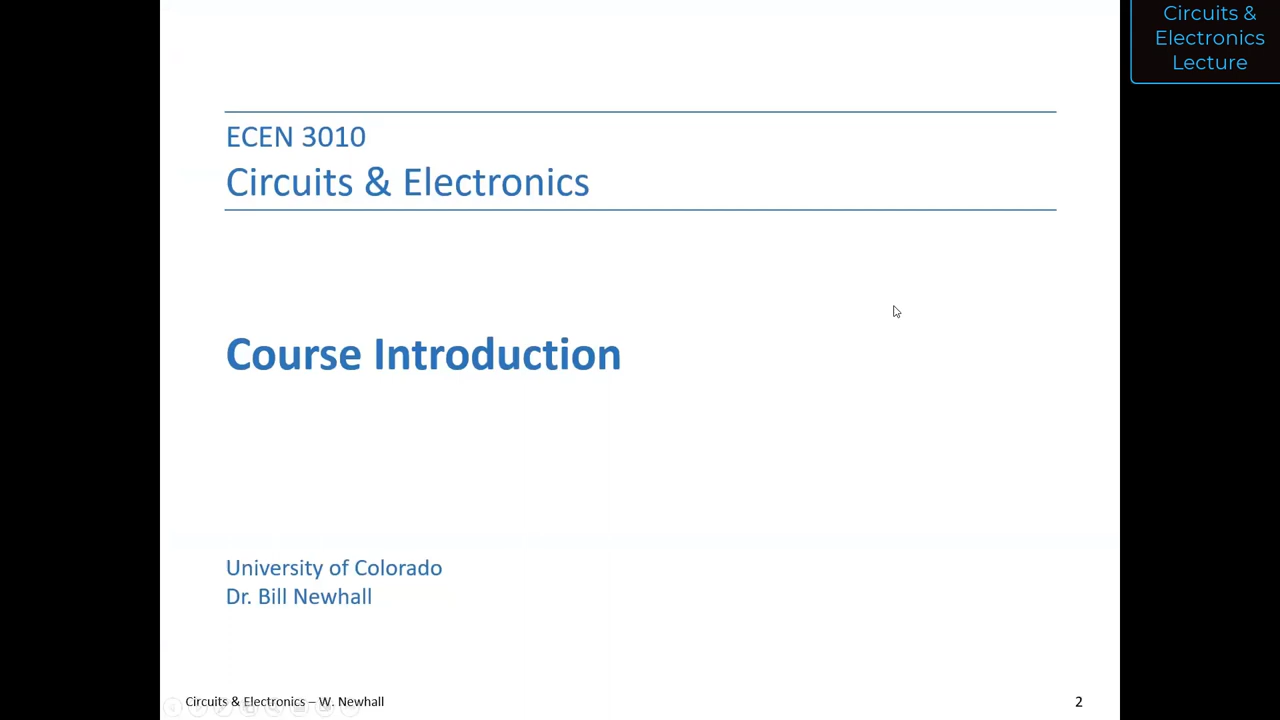 Circuits &
Electronics
Lecture
ECEN 3010
Circuits & Electronics
Course Introduction
University of Colorado
Dr. Bill Newhall
Circuits & Electronics – W. Newhall
2